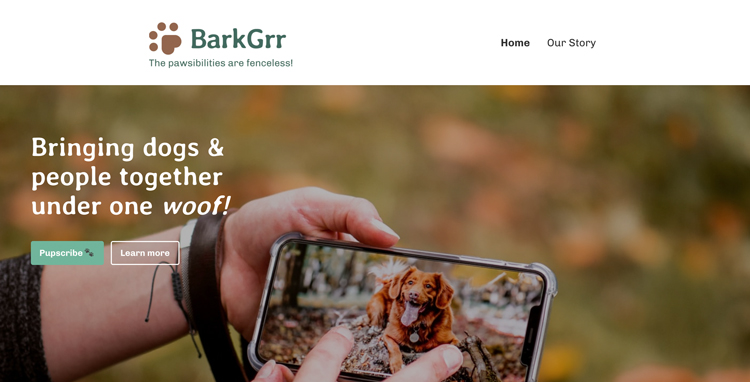 BarkGrr
The pawsibilities are fenceless!
Home
Our Story
Bringing dogs &
people together
under one woof!
Pupscribe 🐾
Learn more